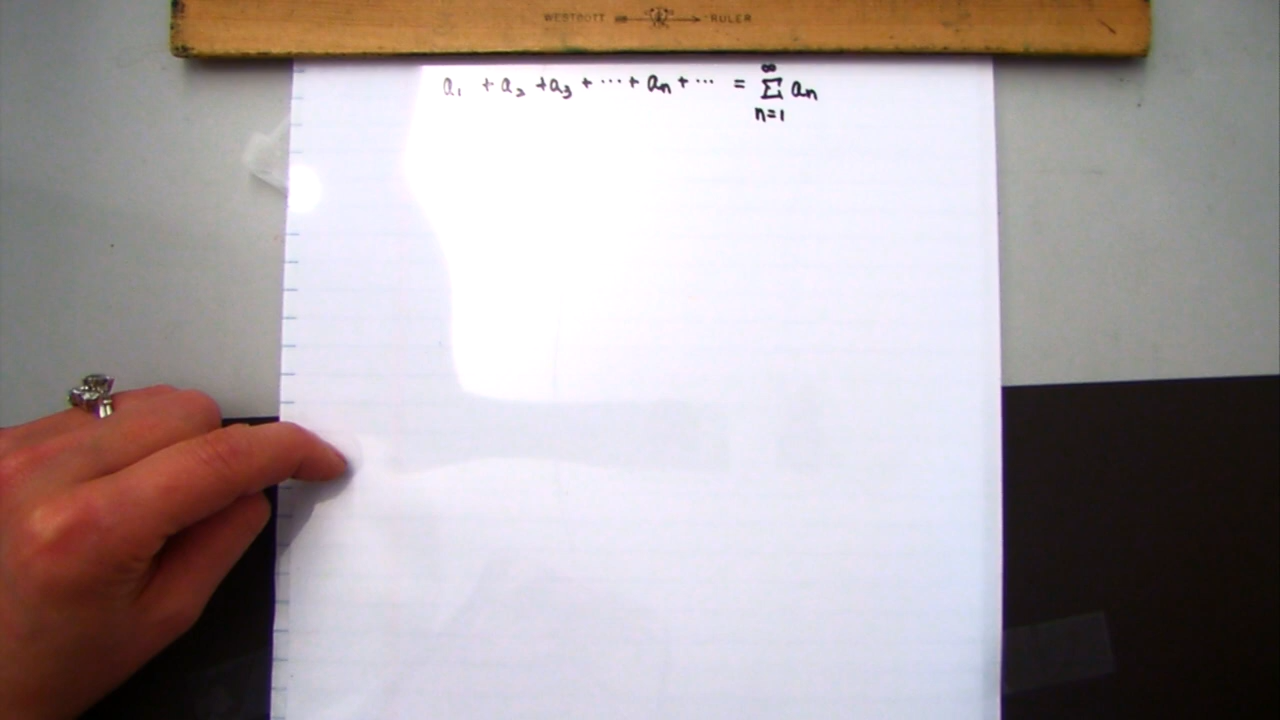 WESTCOTT RULER
a₁ + a₂ + a₃ + ⋯ + aₙ + ⋯ = ∞ Σ n=1 aₙ